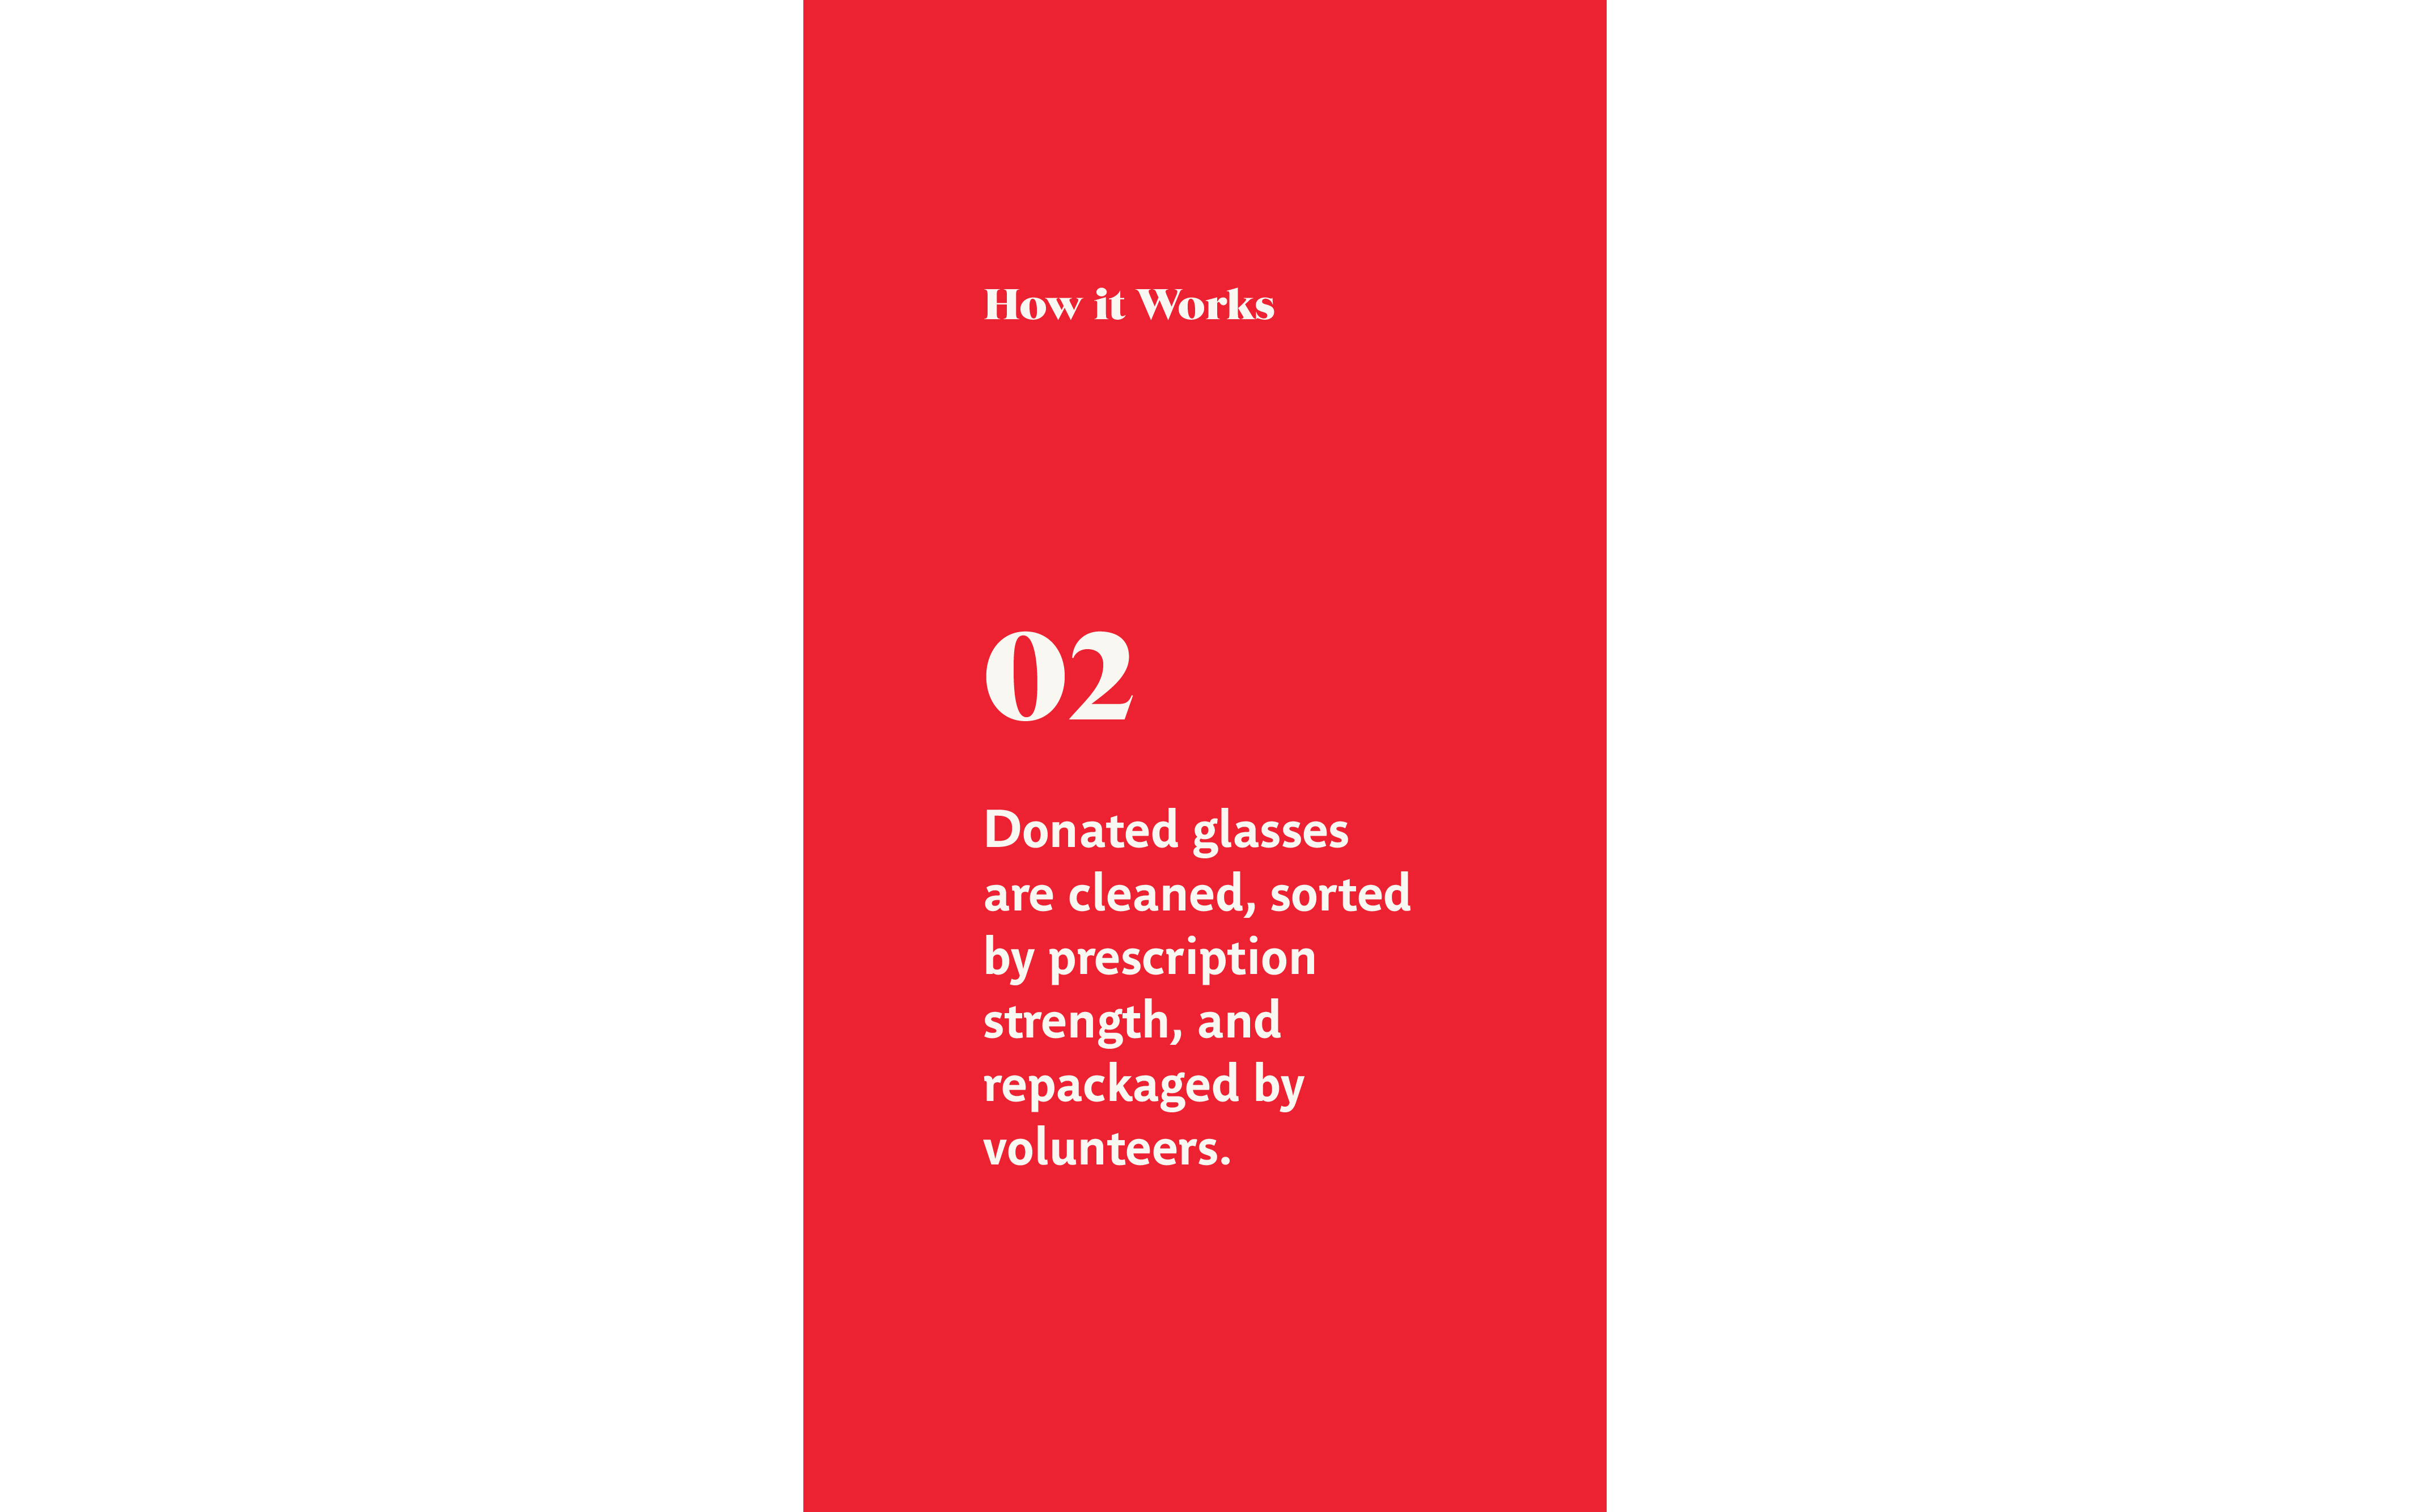 How it Works
02
Donated glasses
are cleaned, sorted
by prescription
strength, and
repackaged by
volunteers.